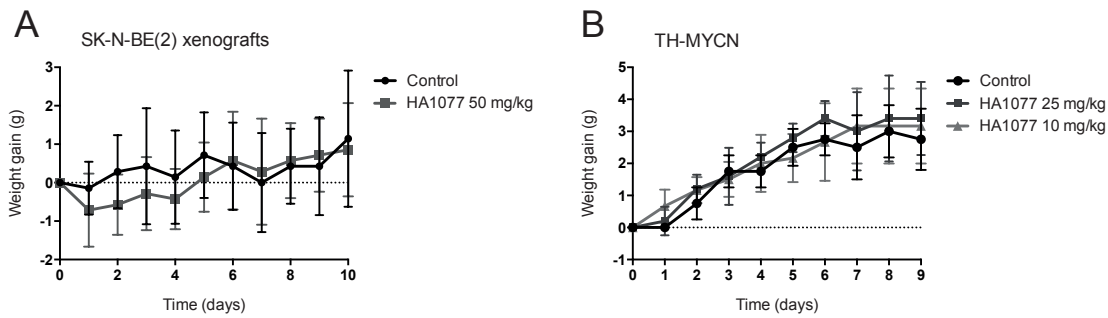 A
SK-N-BE(2) xenografts
Weight gain (g)
3
2
1
0
-1
-2
0
2
4
6
8
10
Time (days)
Control
HA1077 50 mg/kg
B
TH-MYCN
Weight gain (g)
5
4
3
2
1
0
-1
0
1
2
3
4
5
6
7
8
9
Time (days)
Control
HA1077 25 mg/kg
HA1077 10 mg/kg